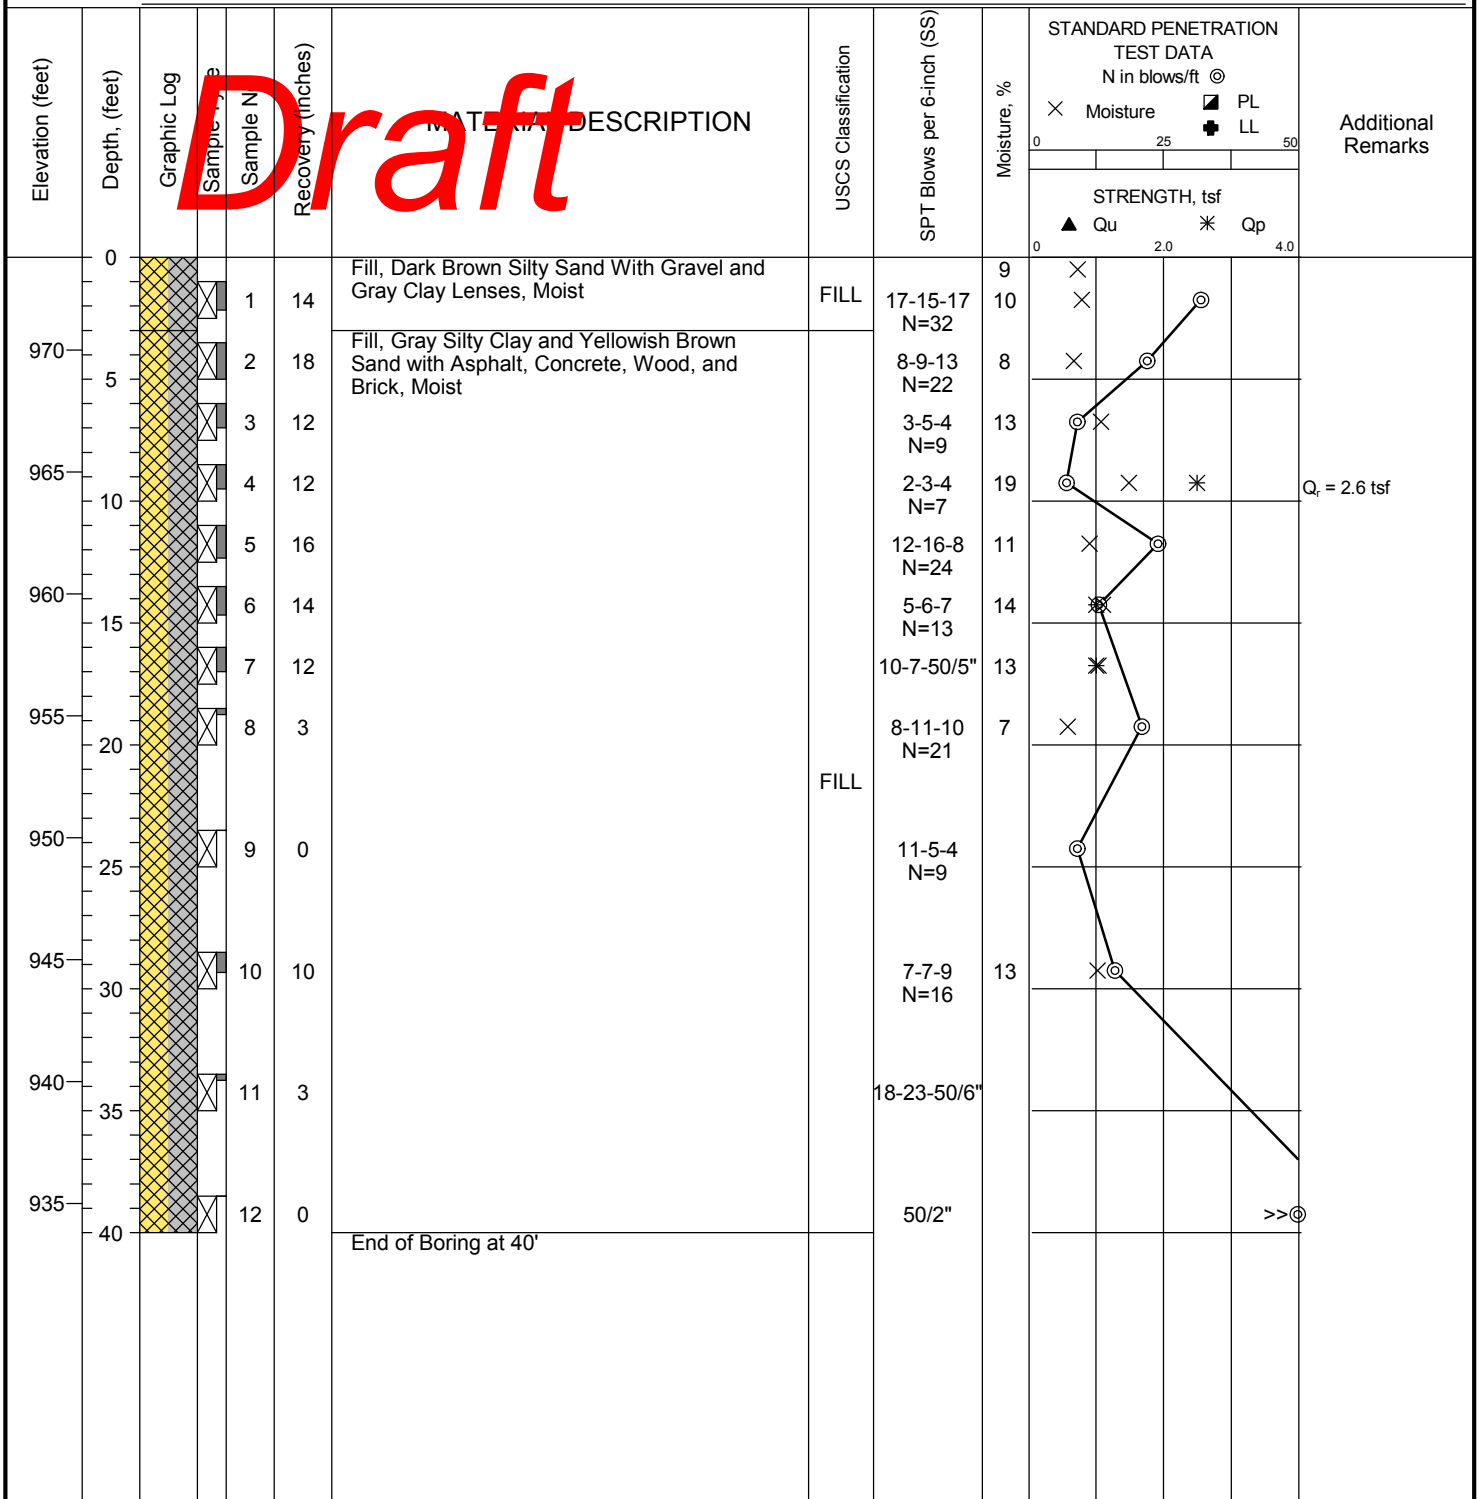 Elevation (feet)
Depth, (feet)
Graphic Log
Sample Type
Sample No
Recovery (inches)
Draft
MATERIAL DESCRIPTION
USCS Classification
SPT Blows per 6-inch (SS)
Moisture, %
STANDARD PENETRATION
TEST DATA
N in blows/ft
Moisture
PL
LL
0 25 50
STRENGTH, tsf
Qu Qp
0 2.0 4.0
Additional
Remarks
0
Fill, Dark Brown Silty Sand With Gravel and
Gray Clay Lenses, Moist
FILL
9
1 14 17-15-17 10
N=32
970
Fill, Gray Silty Clay and Yellowish Brown
Sand with Asphalt, Concrete, Wood, and
Brick, Moist
2 18 8-9-13 8
N=22
5
3 12 3-5-4 13
N=9
965
4 12 2-3-4 19
N=7
Qr = 2.6 tsf
10
5 16 12-16-8 11
N=24
960
6 14 5-6-7 14
N=13
15
7 12 10-7-50/5" 13
955
8 3 8-11-10 7
N=21
20
FILL
950
9 0 11-5-4
N=9
25
945
10 10 7-7-9 13
N=16
30
940
11 3 18-23-50/6"
35
935
12 0 50/2" >>
40
End of Boring at 40'